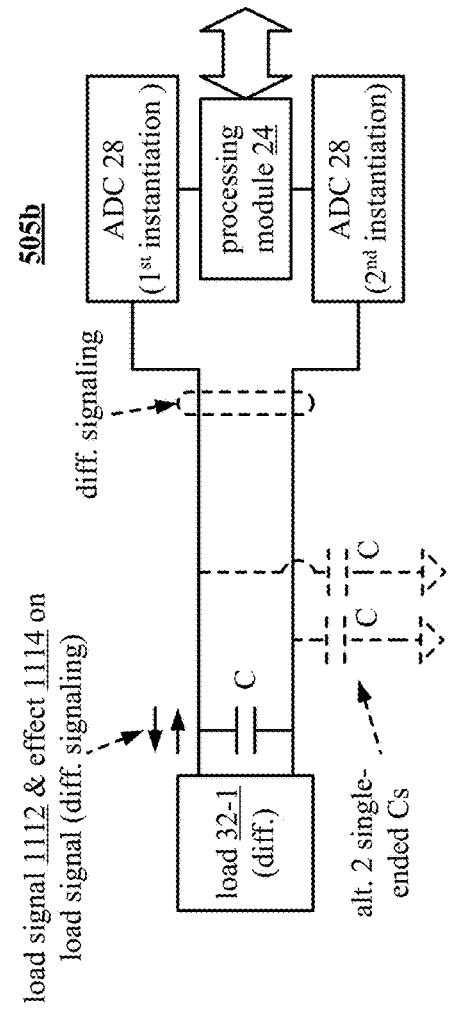 505b
load signal 1112 & effect 1114 on
load signal (diff. signaling)
diff. signaling
load 32-1
(diff.)
C
alt. 2 single-
ended Cs
C
C
ADC 28
(1st instantiation )
processing
module 24
ADC 28
(2nd instantiation)